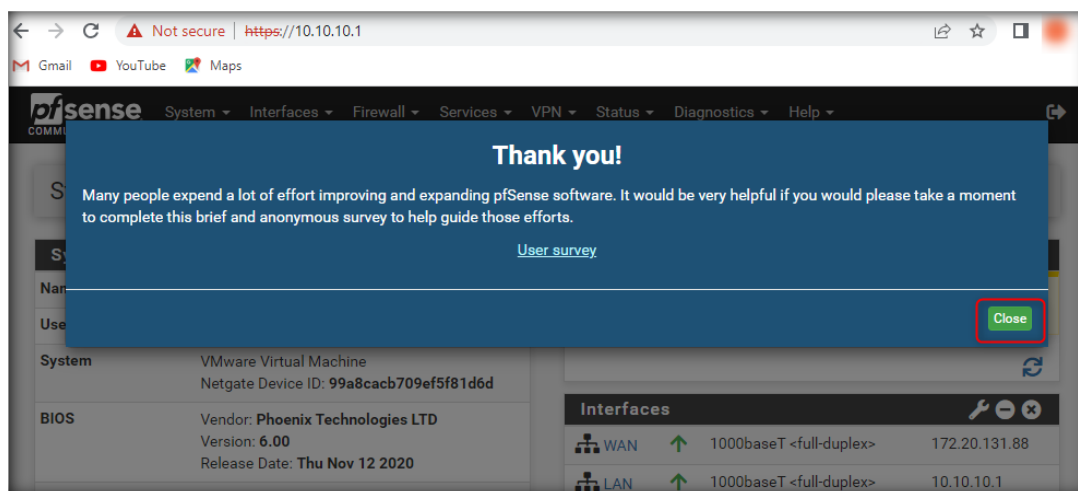 Not secure | https://10.10.10.1
Gmail YouTube Maps
pfsense System Interfaces Firewall Services VPN Status Diagnostics Help
Thank you!
Many people expend a lot of effort improving and expanding pfSense software. It would be very helpful if you would please take a moment
to complete this brief and anonymous survey to help guide those efforts.
User survey
Close
System VMware Virtual Machine
Netgate Device ID: 99a8cacb709ef5f81d6d
BIOS Vendor: Phoenix Technologies LTD
Version: 6.00
Release Date: Thu Nov 12 2020
Interfaces
WAN 1000baseT <full-duplex> 172.20.131.88
LAN 1000baseT <full-duplex> 10.10.10.1